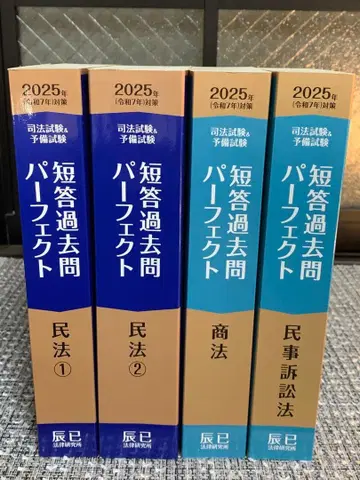 2025年
(令和7年)対策
司法試験&
予備試験
短答過去問
パーフェクト
民法①
辰已
法律研究所
2025年
(令和7年)対策
司法試験&
予備試験
短答過去問
パーフェクト
民法②
辰已
法律研究所
2025年
(令和7年)対策
司法試験&
予備試験
短答過去問
パーフェクト
商法
辰已
法律研究所
2025年
(令和7年)対策
司法試験&
予備試験
短答過去問
パーフェクト
民事訴訟法
辰已
法律研究所